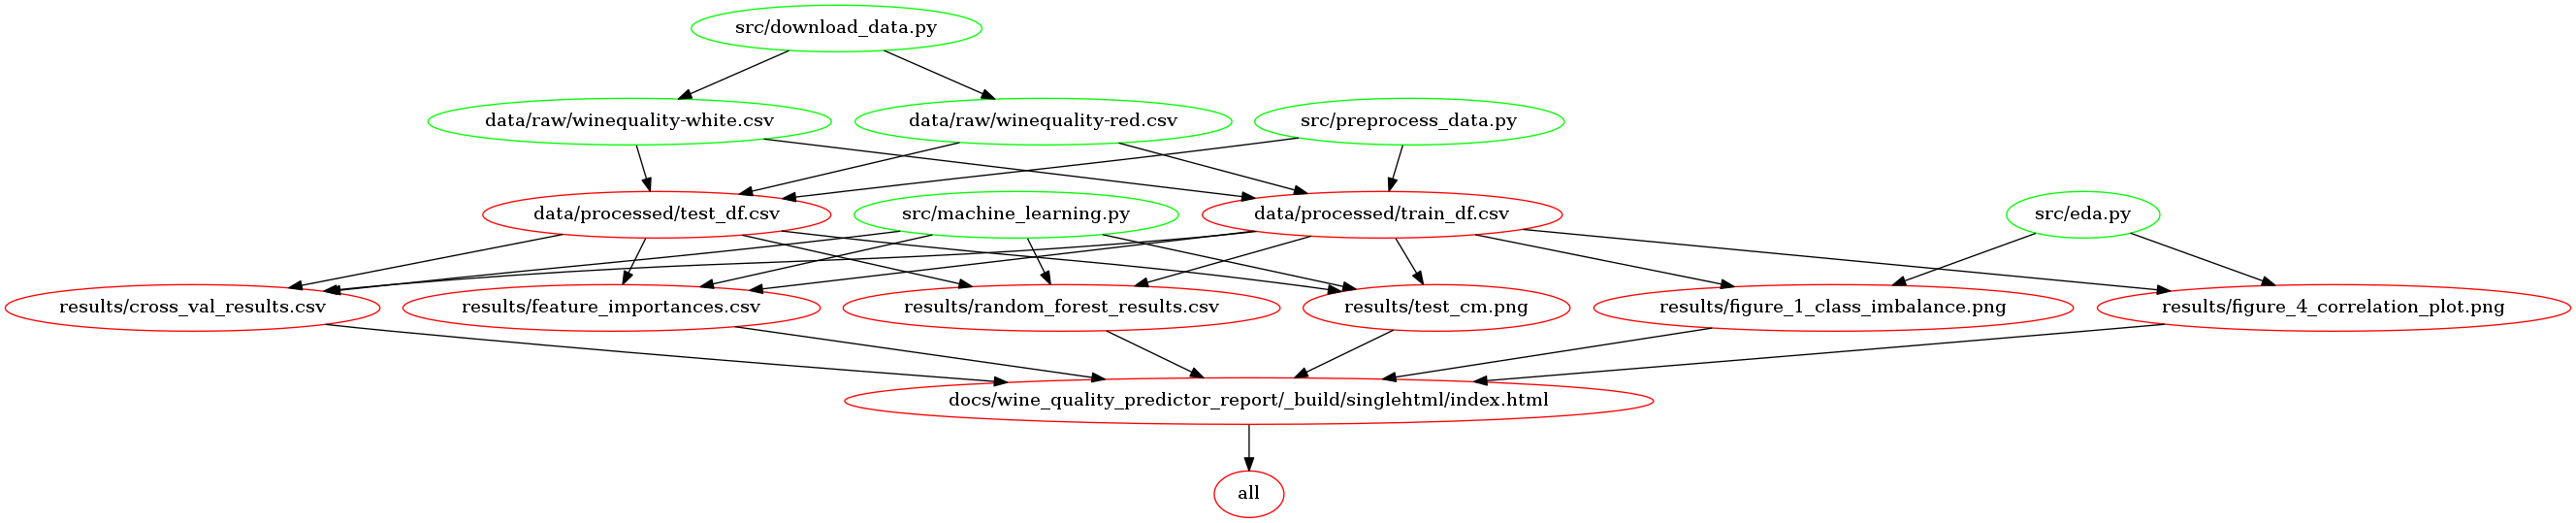 src/download_data.py
data/raw/winequality-white.csv
data/raw/winequality-red.csv
src/preprocess_data.py
data/processed/test_df.csv
src/machine_learning.py
data/processed/train_df.csv
src/eda.py
results/cross_val_results.csv
results/feature_importances.csv
results/random_forest_results.csv
results/test_cm.png
results/figure_1_class_imbalance.png
results/figure_4_correlation_plot.png
docs/wine_quality_predictor_report/_build/singlehtml/index.html
all